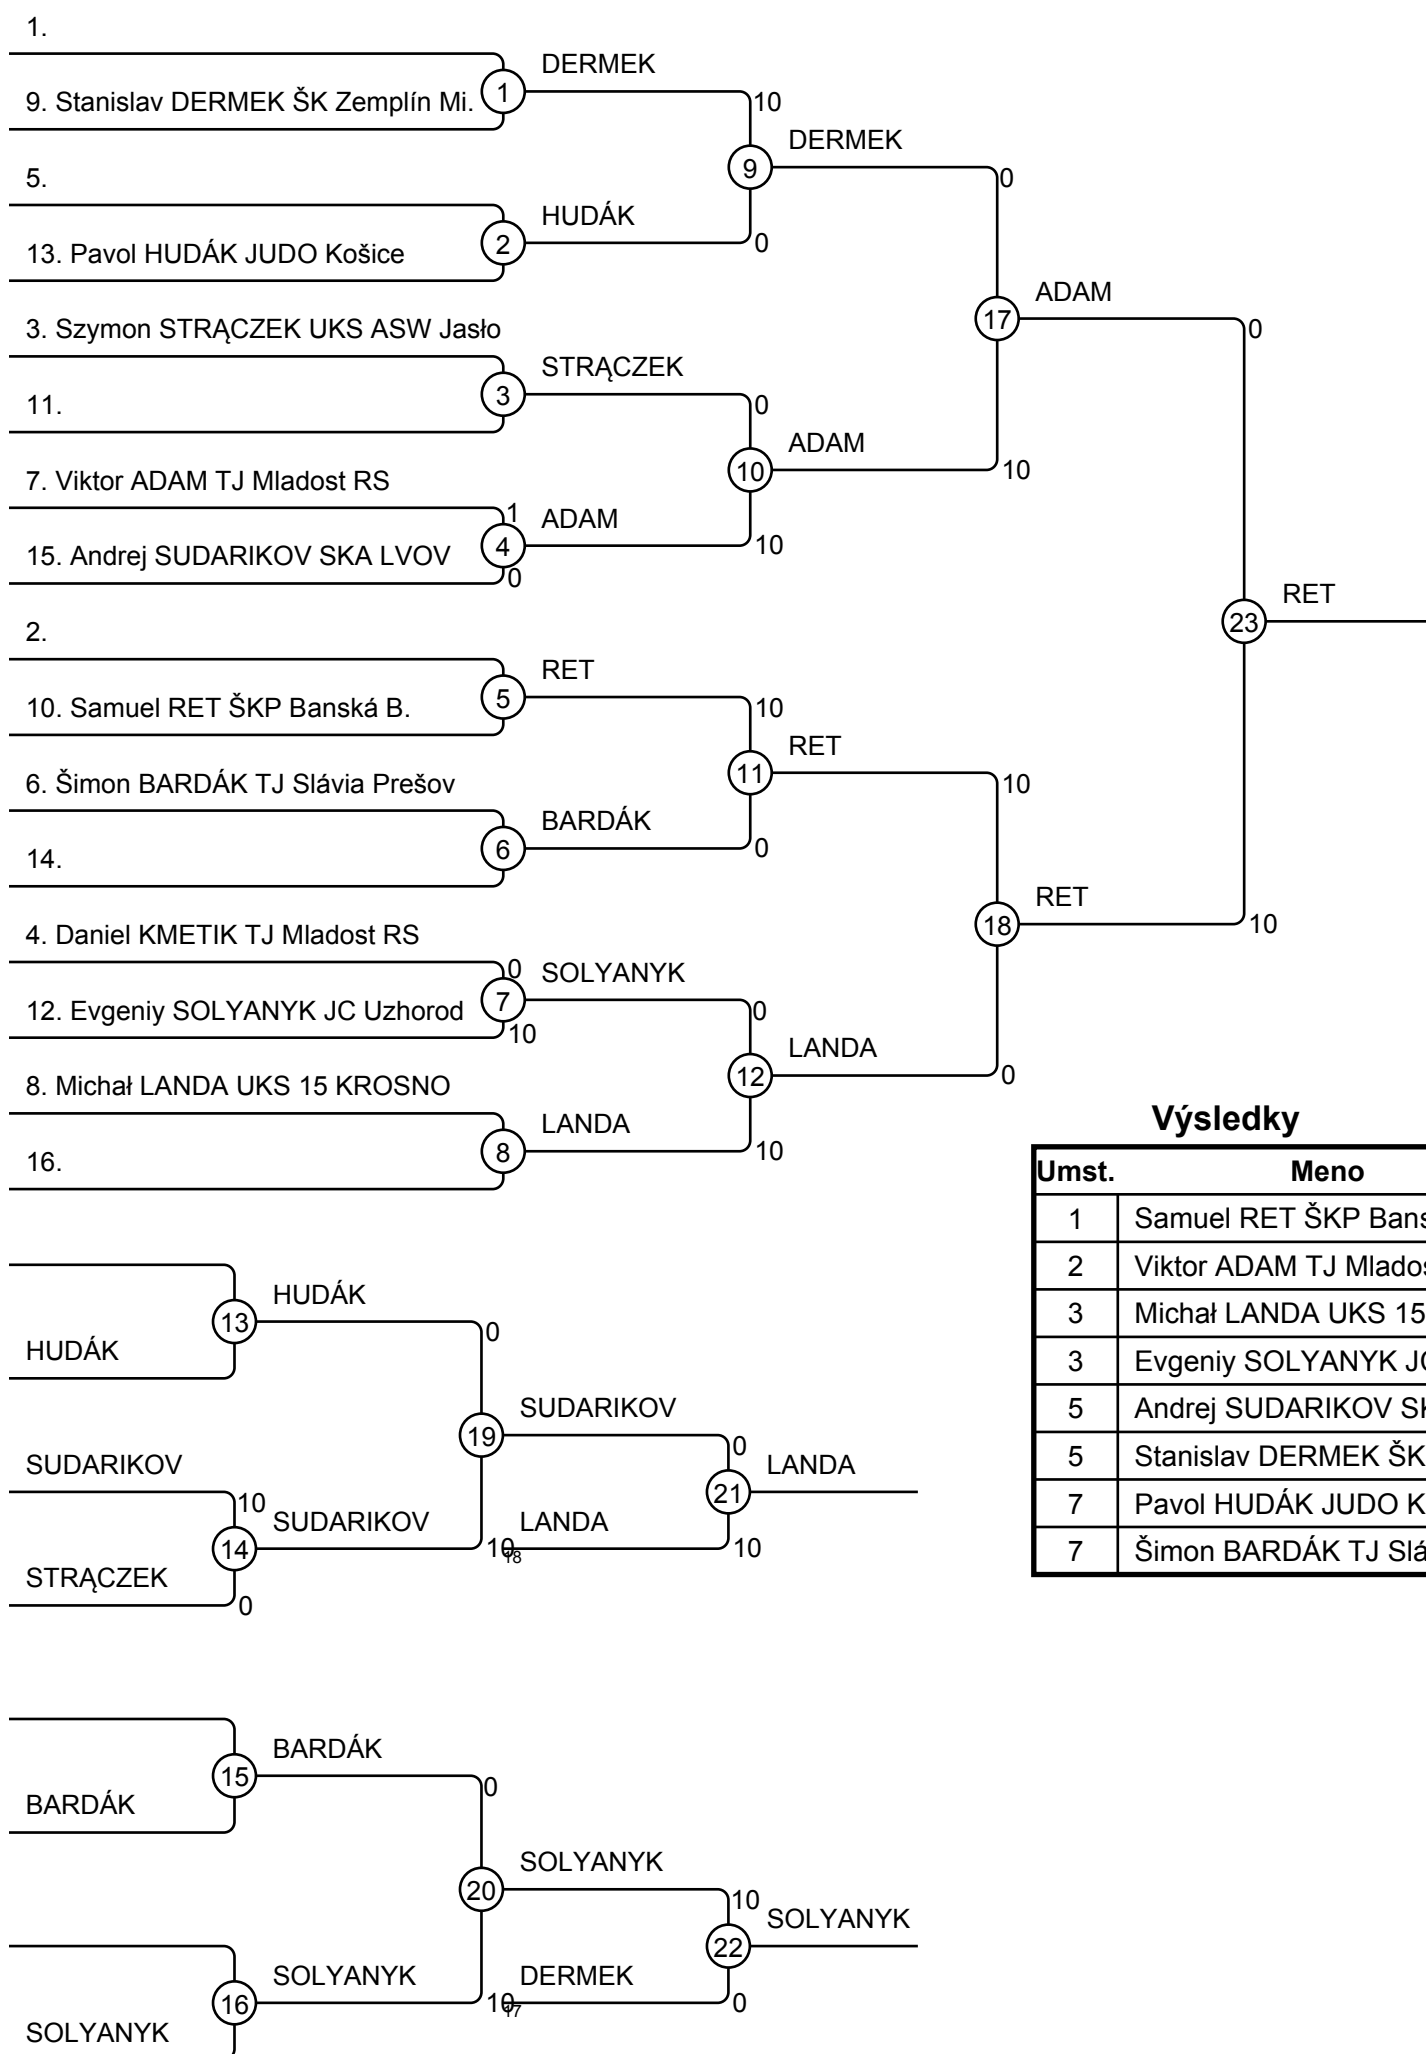 1.
DERMEK
9. Stanislav DERMEK ŠK Zemplín Mi.
1
10
DERMEK
9
5.
0
HUDÁK
13. Pavol HUDÁK JUDO Košice
2
0
ADAM
17
3. Szymon STRĄCZEK UKS ASW Jasło
0
STRĄCZEK
3
11.
0
ADAM
10
10
7. Viktor ADAM TJ Mladost RS
1
ADAM
15. Andrej SUDARIKOV SKA LVOV
4
10
0
RET
23
2.
RET
10. Samuel RET ŠKP Banská B.
5
10
RET
11
6. Šimon BARDÁK TJ Slávia Prešov
10
BARDÁK
6
0
14.
RET
18
10
4. Daniel KMETIK TJ Mladost RS
0
SOLYANYK
12. Evgeniy SOLYANYK JC Uzhorod
7
0
10
LANDA
12
0
8. Michał LANDA UKS 15 KROSNO
LANDA
8
10
16.
Výsledky
Umst.
Meno
1
Samuel RET ŠKP Bans
2
Viktor ADAM TJ Mlados
3
Michał LANDA UKS 15
3
Evgeniy SOLYANYK J
5
Andrej SUDARIKOV S
5
Stanislav DERMEK ŠK
7
Pavol HUDÁK JUDO K
7
Šimon BARDÁK TJ Slá
HUDÁK
13
0
HUDÁK
SUDARIKOV
19
SUDARIKOV
0
LANDA
21
10
SUDARIKOV
LANDA
14
10
18
10
STRĄCZEK
0
BARDÁK
15
0
BARDÁK
SOLYANYK
20
10
SOLYANYK
22
SOLYANYK
DERMEK
16
10
17
0
SOLYANYK